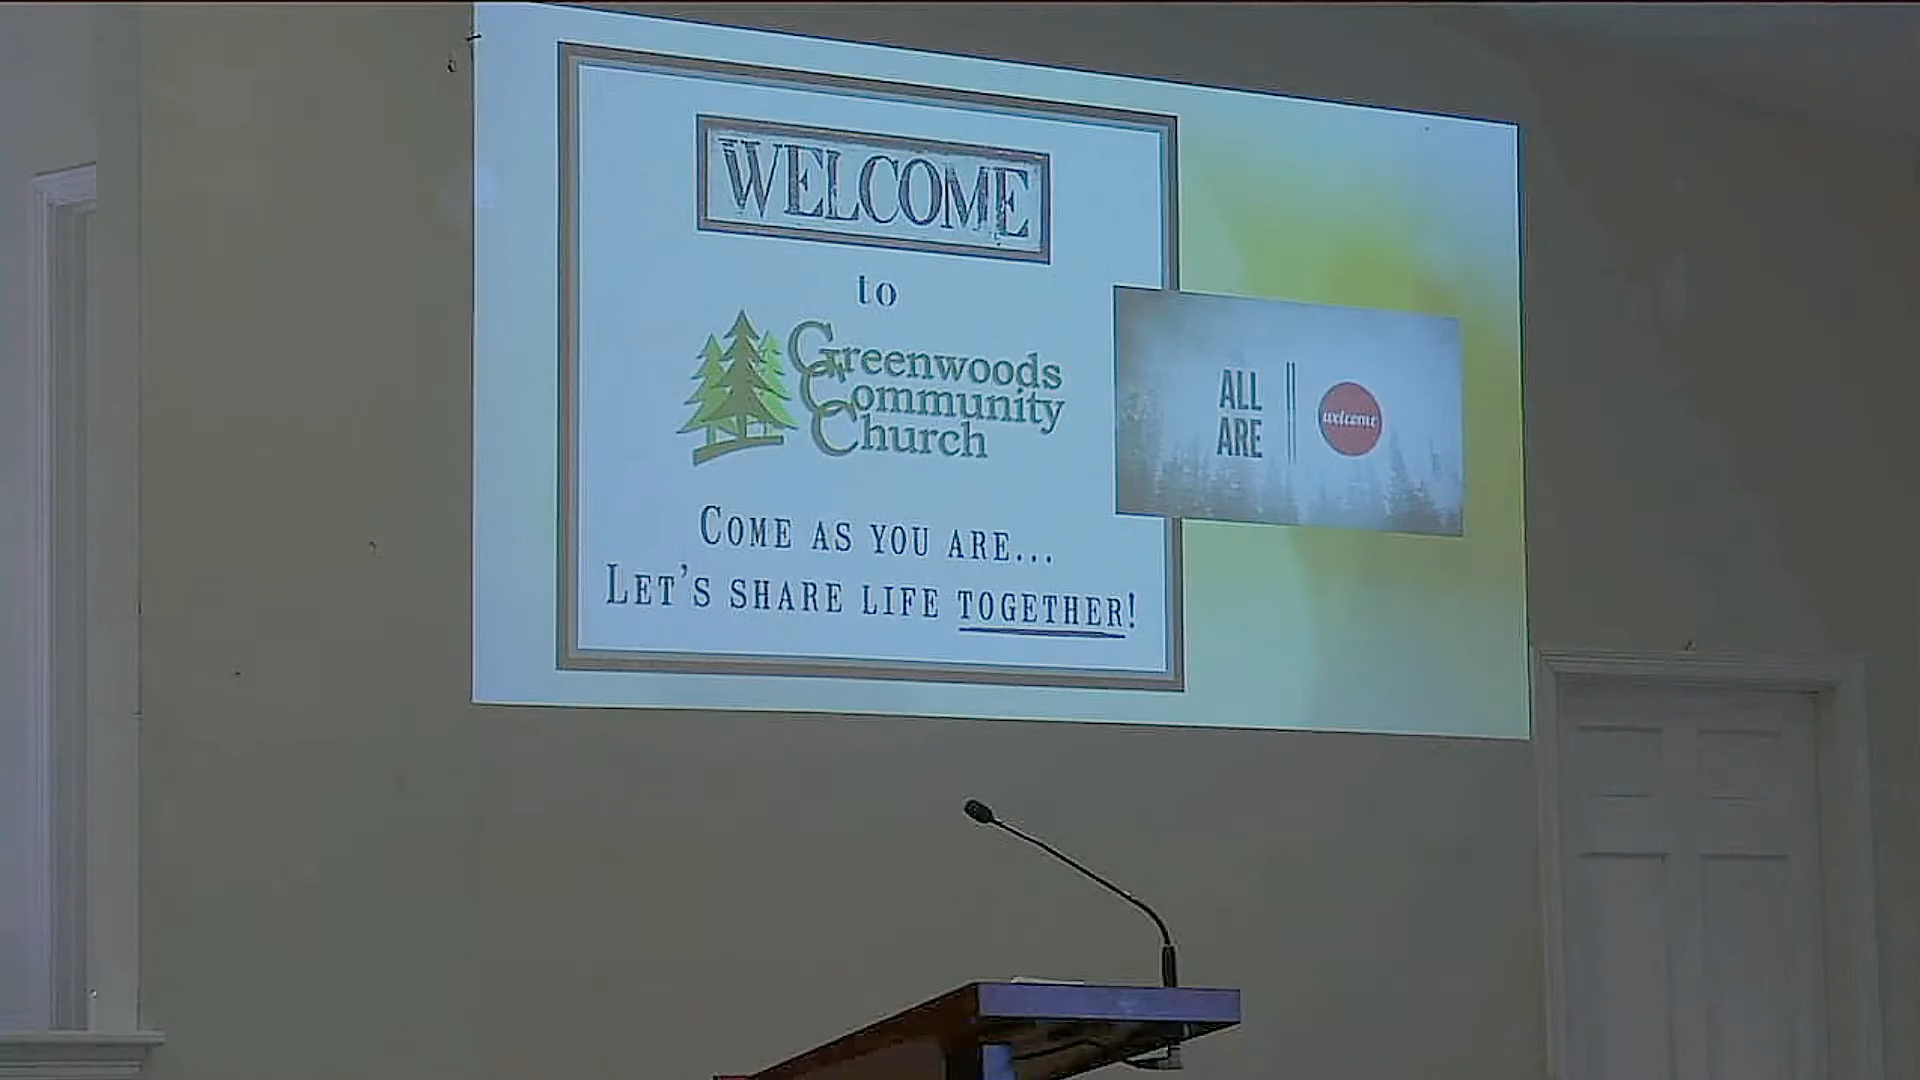 WELCOME
to
Greenwoods
Community
Church
COME AS YOU ARE...
LET'S SHARE LIFE TOGETHER!
ALL
ARE
welcome